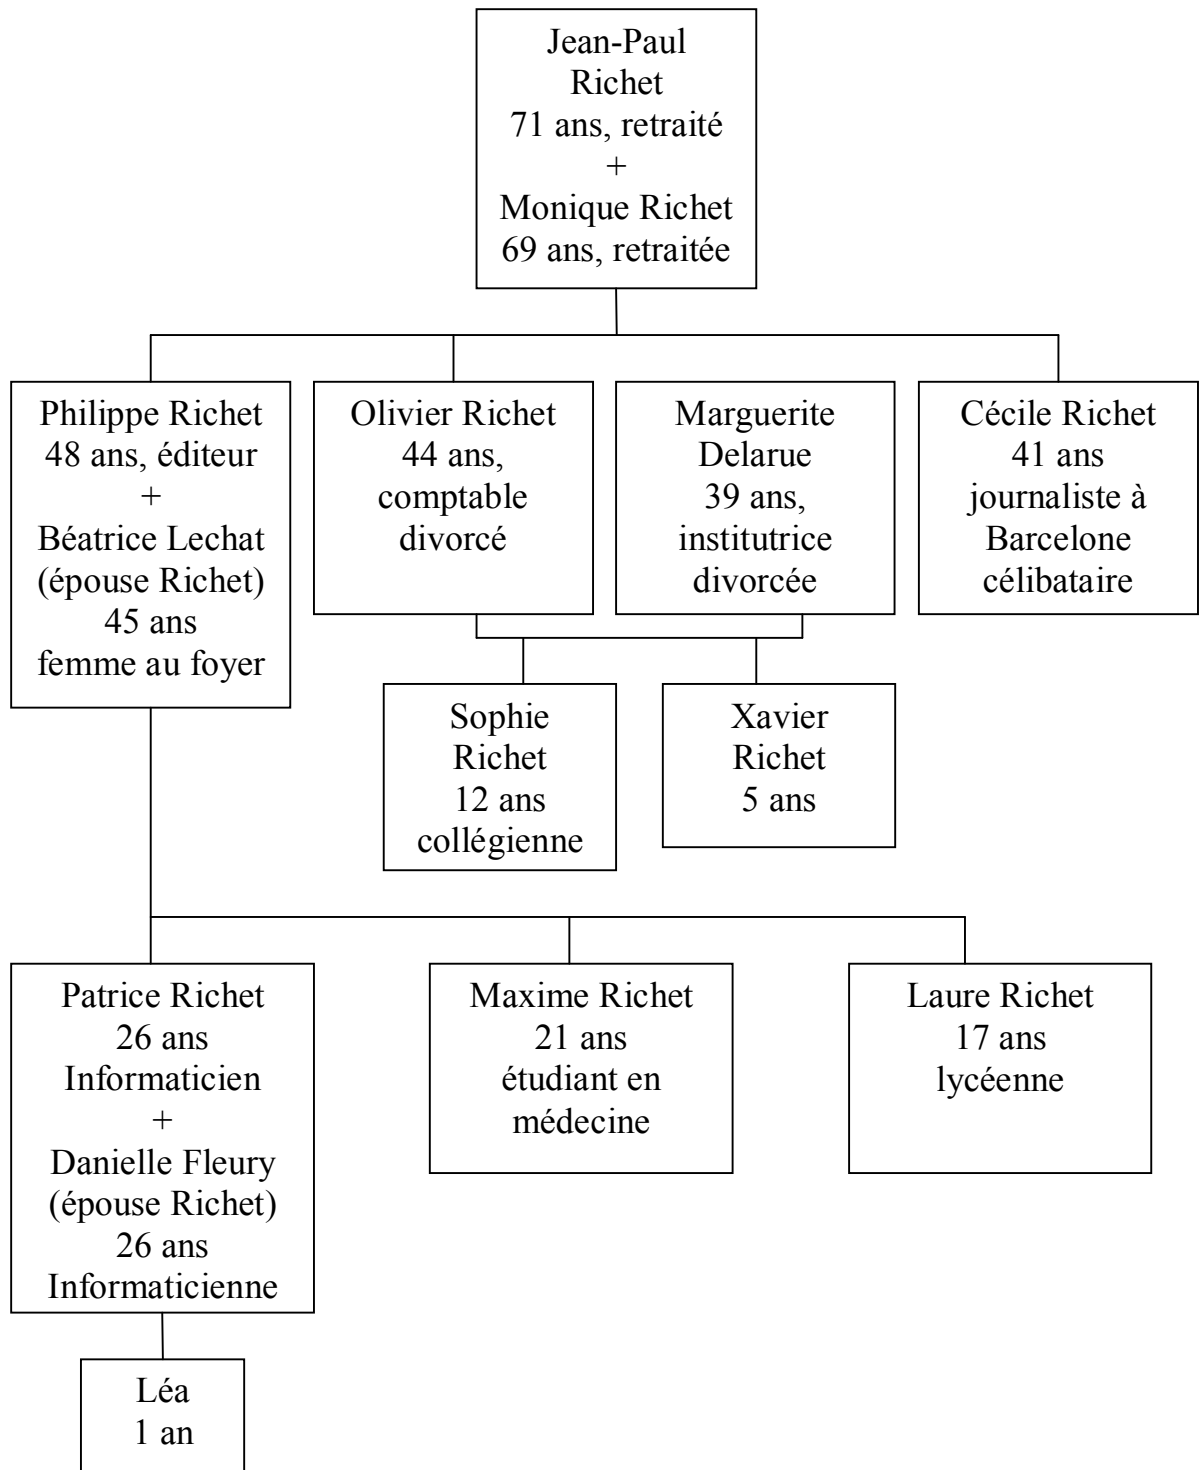 Jean-Paul
Richet
71 ans, retraité
+
Monique Richet
69 ans, retraitée
Philippe Richet
48 ans, éditeur
+
Béatrice Lechat
(épouse Richet)
45 ans
femme au foyer
Olivier Richet
44 ans,
comptable
divorcé
Marguerite
Delarue
39 ans,
institutrice
divorcée
Cécile Richet
41 ans
journaliste à
Barcelone
célibataire
Sophie
Richet
12 ans
collégienne
Xavier
Richet
5 ans
Patrice Richet
26 ans
Informaticien
+
Danielle Fleury
(épouse Richet)
26 ans
Informaticienne
Maxime Richet
21 ans
étudiant en
médecine
Laure Richet
17 ans
lycéenne
Léa
1 an